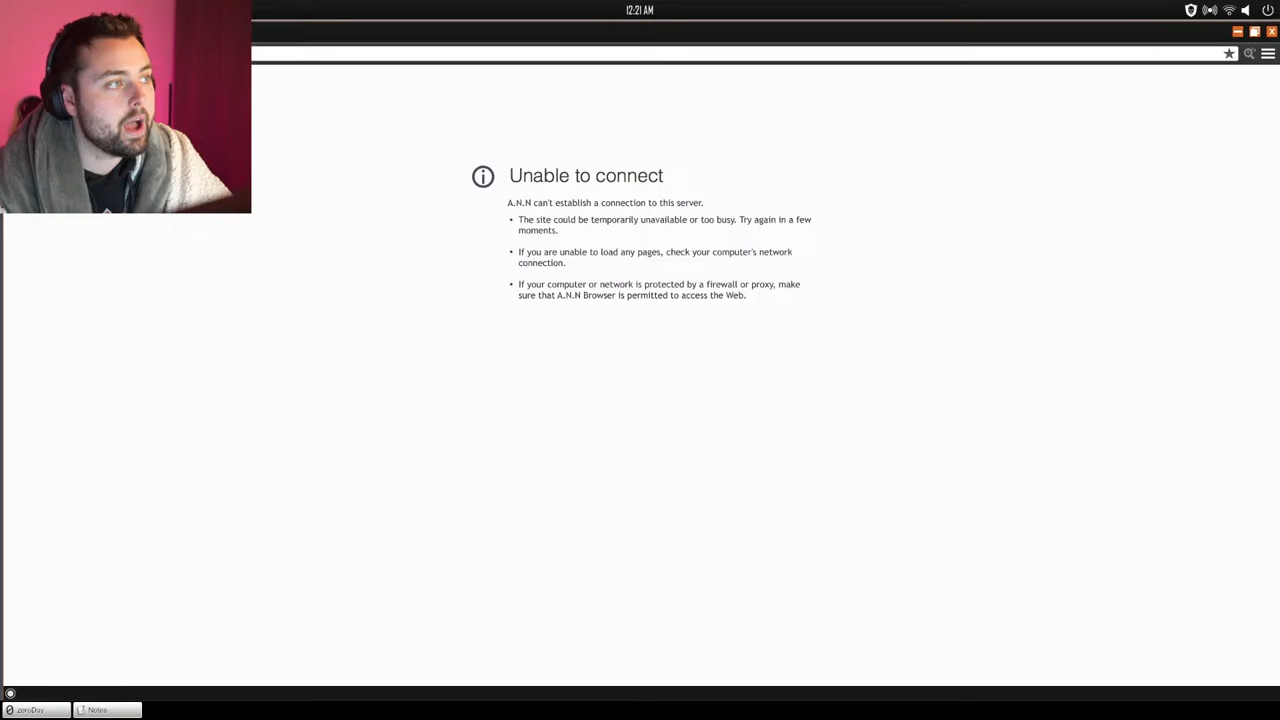 12:21 AM
X
Unable to connect
A.N.N can't establish a connection to this server.
• The site could be temporarily unavailable or too busy. Try again in a few
moments.
• If you are unable to load any pages, check your computer's network
connection.
• If your computer or network is protected by a firewall or proxy, make
sure that A.N.N Browser is permitted to access the Web.
zeroDay
Notes